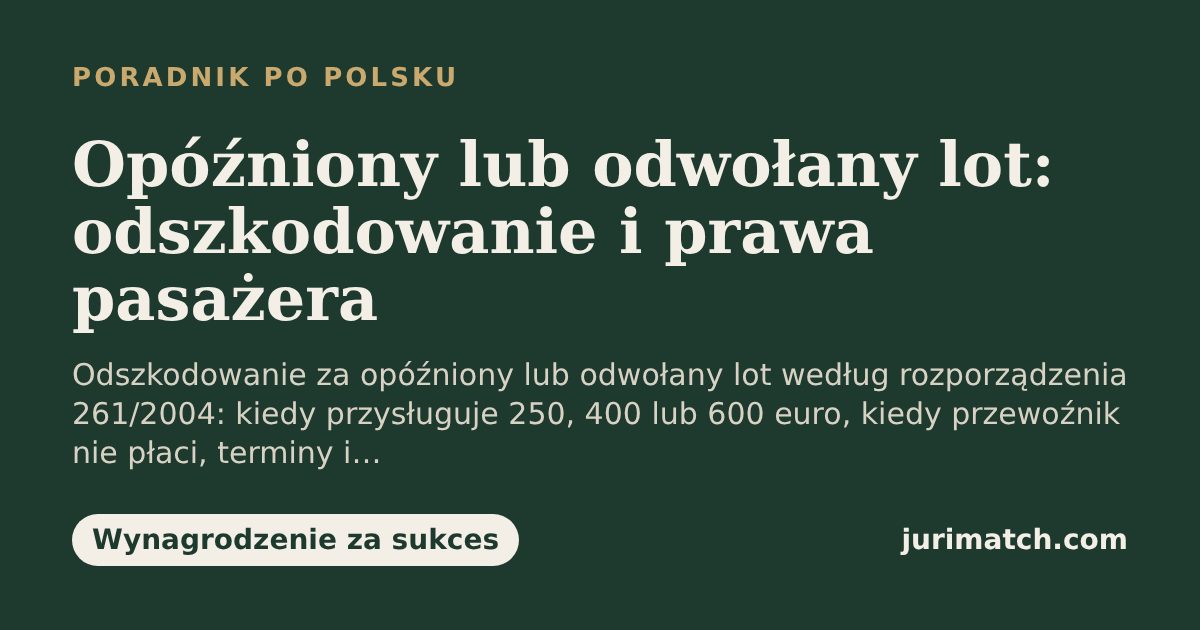 PORADNIK PO POLSKU
Opóźniony lub odwołany lot:
odszkodowanie i prawa
pasażera
Odszkodowanie za opóźniony lub odwołany lot według rozporządzenia
261/2004: kiedy przysługuje 250, 400 lub 600 euro, kiedy przewoźnik
nie płaci, terminy i…
Wynagrodzenie za sukces
jurimatch.com